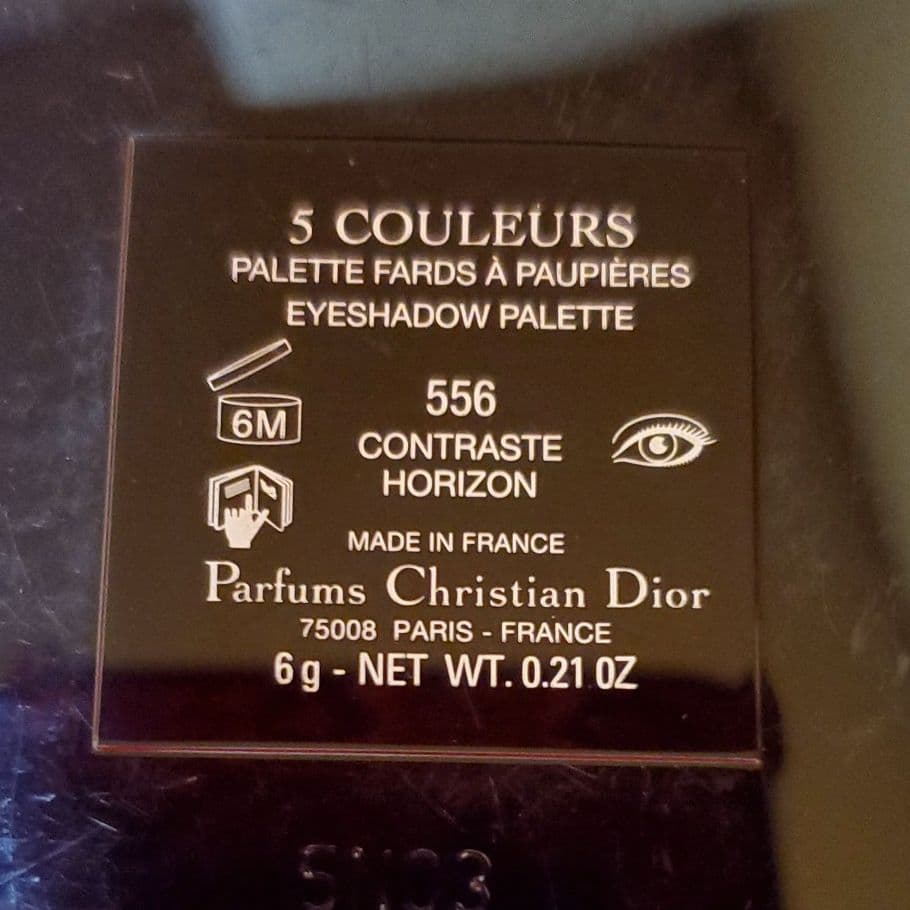 5 COULEURS
PALETTE FARDS À PAUPIÈRES
EYESHADOW PALETTE
6M
556
CONTRASTE
HORIZON
MADE IN FRANCE
Parfums Christian Dior
75008 PARIS - FRANCE
6 g - NET WT. 0.21 OZ